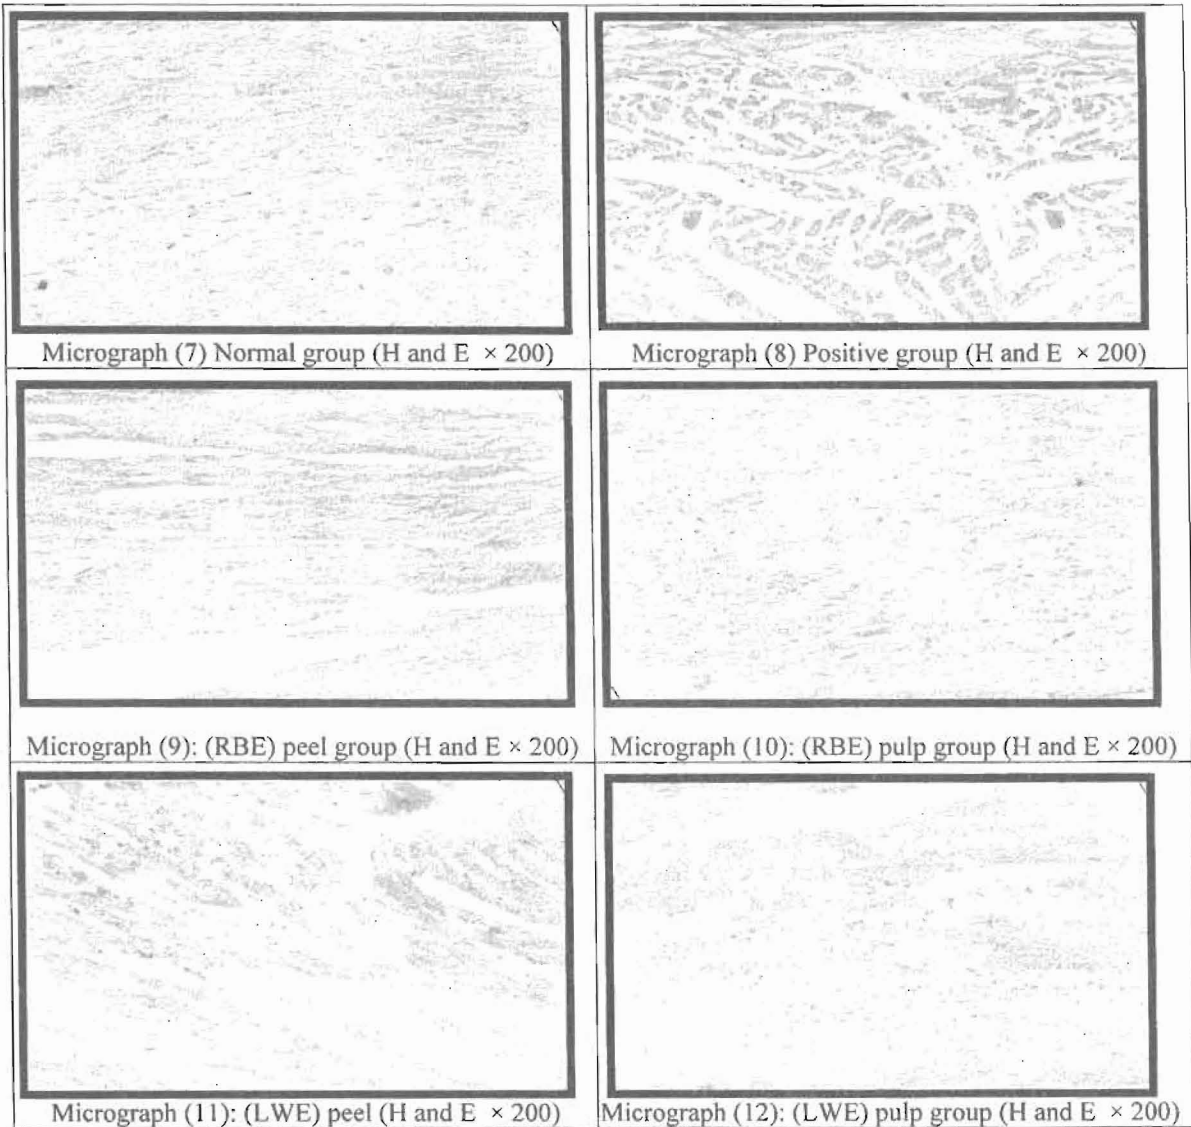 Micrograph (7) Normal group (H and E × 200)
Micrograph (8) Positive group (H and E × 200)
Micrograph (9): (RBE) peel group (H and E × 200)
Micrograph (10): (RBE) pulp group (H and E × 200)
Micrograph (11): (LWE) peel (H and E × 200)
Micrograph (12): (LWE) pulp group (H and E × 200)